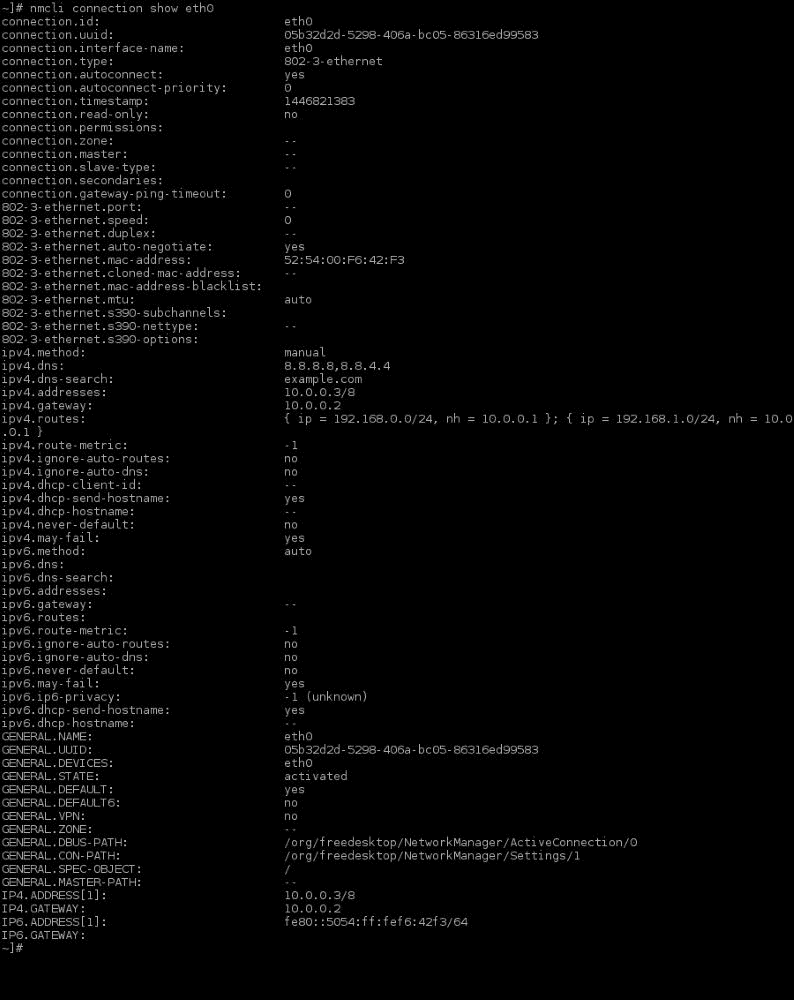 ~]# nmcli connection show eth0
connection.id: eth0
connection.uuid: 05b32d2d-5298-406a-bc05-86316ed99583
connection.interface-name: eth0
connection.type: 802-3-ethernet
connection.autoconnect: yes
connection.autoconnect-priority: 0
connection.timestamp: 1446821383
connection.read-only: no
connection.permissions:
connection.zone: --
connection.master: --
connection.slave-type: --
connection.secondaries:
connection.gateway-ping-timeout: 0
802-3-ethernet.port: --
802-3-ethernet.speed: 0
802-3-ethernet.duplex: --
802-3-ethernet.auto-negotiate: yes
802-3-ethernet.mac-address: 52:54:00:F6:42:F3
802-3-ethernet.cloned-mac-address: --
802-3-ethernet.mac-address-blacklist:
802-3-ethernet.mtu: auto
802-3-ethernet.s390-subchannels:
802-3-ethernet.s390-nettype: --
802-3-ethernet.s390-options:
ipv4.method: manual
ipv4.dns: 8.8.8.8,8.8.4.4
ipv4.dns-search: example.com
ipv4.addresses: 10.0.0.3/8
ipv4.gateway: 10.0.0.2
ipv4.routes: { ip = 192.168.0.0/24, nh = 10.0.0.1 }; { ip = 192.168.1.0/24, nh = 10.0
.0.1 }
ipv4.route-metric: -1
ipv4.ignore-auto-routes: no
ipv4.ignore-auto-dns: no
ipv4.dhcp-client-id: --
ipv4.dhcp-send-hostname: yes
ipv4.dhcp-hostname: --
ipv4.never-default: no
ipv4.may-fail: yes
ipv6.method: auto
ipv6.dns:
ipv6.dns-search:
ipv6.addresses:
ipv6.gateway: --
ipv6.routes:
ipv6.route-metric: -1
ipv6.ignore-auto-routes: no
ipv6.ignore-auto-dns: no
ipv6.never-default: no
ipv6.may-fail: yes
ipv6.ip6-privacy: -1 (unknown)
ipv6.dhcp-send-hostname: yes
ipv6.dhcp-hostname: --
GENERAL.NAME: eth0
GENERAL.UUID: 05b32d2d-5298-406a-bc05-86316ed99583
GENERAL.DEVICES: eth0
GENERAL.STATE: activated
GENERAL.DEFAULT: yes
GENERAL.DEFAULT6: no
GENERAL.VPN: no
GENERAL.ZONE: --
GENERAL.DBUS-PATH: /org/freedesktop/NetworkManager/ActiveConnection/0
GENERAL.CON-PATH: /org/freedesktop/NetworkManager/Settings/1
GENERAL.SPEC-OBJECT: /
GENERAL.MASTER-PATH: --
IP4.ADDRESS[1]: 10.0.0.3/8
IP4.GATEWAY: 10.0.0.2
IP6.ADDRESS[1]: fe80::5054:ff:fef6:42f3/64
IP6.GATEWAY:
~]#